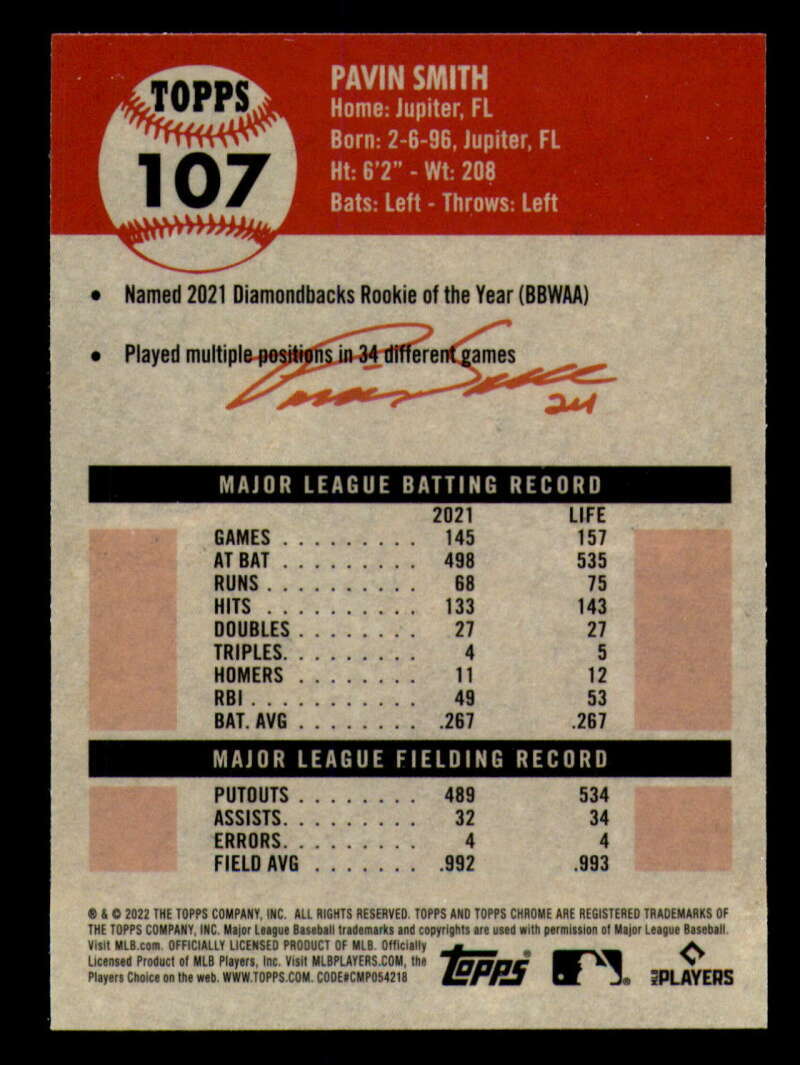 TOPPS
107
PAVIN SMITH
Home: Jupiter, FL
Born: 2-6-96, Jupiter, FL
Ht: 6'2" - Wt: 208
Bats: Left - Throws: Left
• Named 2021 Diamondbacks Rookie of the Year (BBWAA)
• Played multiple positions in 34 different games
Pavin Smith
24
MAJOR LEAGUE BATTING RECORD
2021 LIFE
GAMES . . . . . . . . . 145 157
AT BAT . . . . . . . . . 498 535
RUNS . . . . . . . . . . 68 75
HITS . . . . . . . . . . 133 143
DOUBLES . . . . . . . . 27 27
TRIPLES. . . . . . . . . 4 5
HOMERS . . . . . . . . 11 12
RBI . . . . . . . . . . . 49 53
BAT. AVG . . . . . . . . .267 .267
MAJOR LEAGUE FIELDING RECORD
PUTOUTS . . . . . . . . 489 534
ASSISTS. . . . . . . . . 32 34
ERRORS. . . . . . . . . 4 4
FIELD AVG . . . . . . . .992 .993
® & © 2022 THE TOPPS COMPANY, INC. ALL RIGHTS RESERVED. TOPPS AND TOPPS CHROME ARE REGISTERED TRADEMARKS OF
THE TOPPS COMPANY, INC. Major League Baseball trademarks and copyrights are used with permission of Major League Baseball.
Visit MLB.com. OFFICIALLY LICENSED PRODUCT OF MLB. Officially
Licensed Product of MLB Players, Inc. Visit MLBPLAYERS.COM, the
Players Choice on the web. WWW.TOPPS.COM. CODE#CMP054218
Topps®
MLB PLAYERS